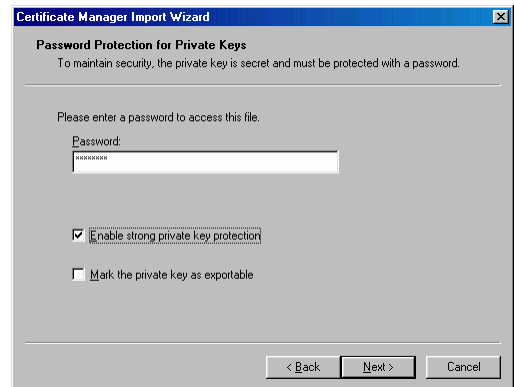 Certificate Manager Import Wizard
Password Protection for Private Keys
To maintain security, the private key is secret and must be protected with a password.
Please enter a password to access this file.
Password:
********
Enable strong private key protection
Mark the private key as exportable
< Back
Next >
Cancel